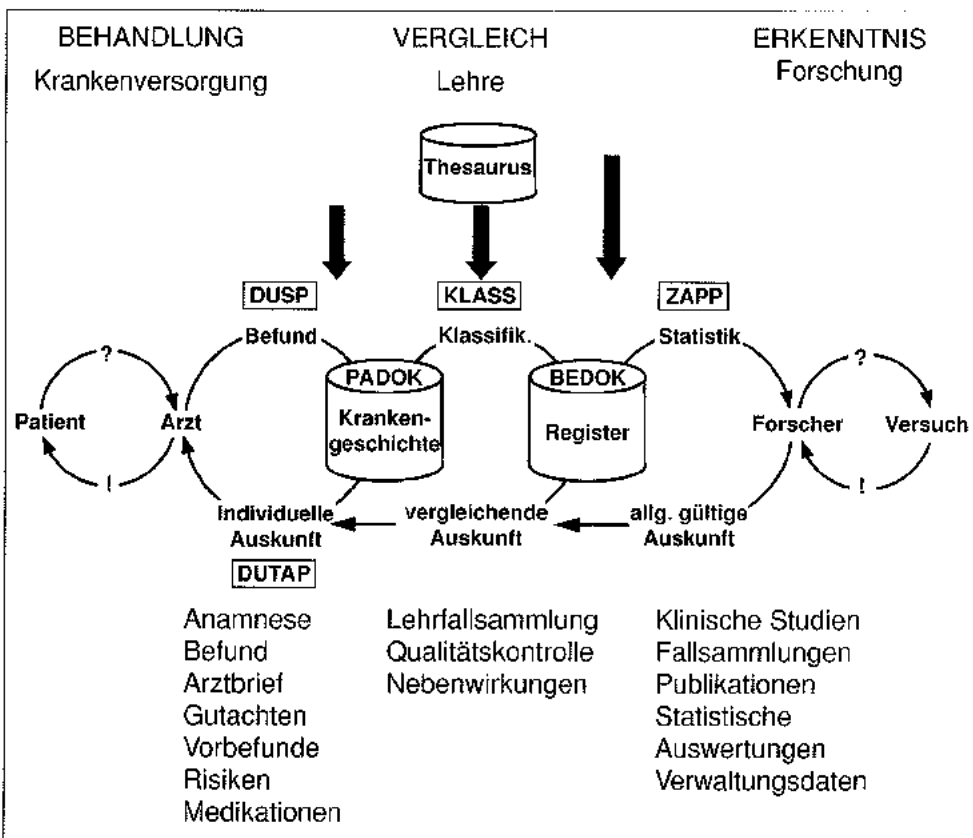 BEHANDLUNG
Krankenversorgung
VERGLEICH
Lehre
ERKENNTNIS
Forschung
Thesaurus
DUSP
KLASS
ZAPP
Befund
Klassifik.
Statistik
?
PADOK
BEDOK
?
Patient
Arzt
Kranken-
geschichte
Register
Forscher
Versuch
!
!
individuelle
Auskunft
vergleichende
Auskunft
allg. gültige
Auskunft
DUTAP
Anamnese
Befund
Arztbrief
Gutachten
Vorbefunde
Risiken
Medikationen
Lehrfallsammlung
Qualitätskontrolle
Nebenwirkungen
Klinische Studien
Fallsammlungen
Publikationen
Statistische
Auswertungen
Verwaltungsdaten